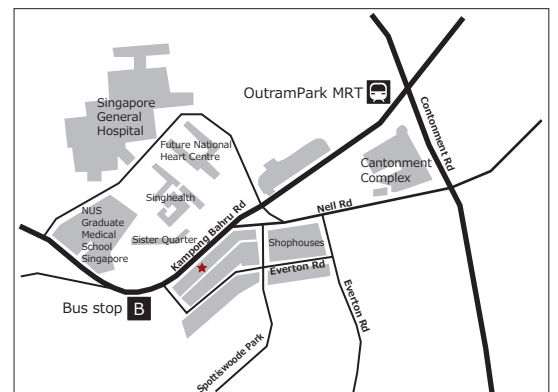 OutramPark MRT
Singapore
General
Hospital
Contonment Rd
Future National
Heart Centre
Cantonment
Complex
Singhealth
Nell Rd
NUS
Graduate
Medical
School
Singapore
Sister Quarter
Kampong Bahru Rd
Shophouses
Everton Rd
Everton Rd
Bus stop B
Spottiswoode Park